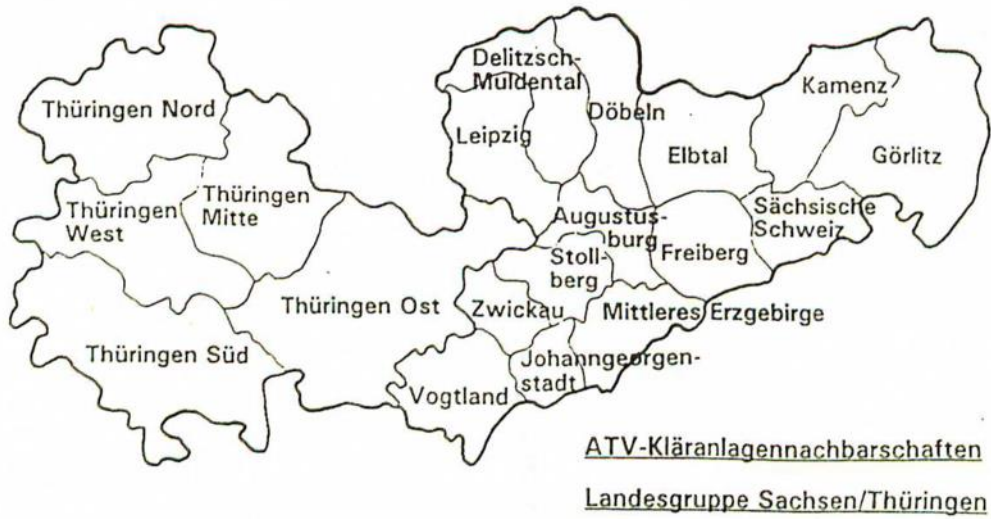 Delitzsch-
Muldental
Kamenz
Thüringen Nord
Döbeln
Leipzig
Elbtal
Görlitz
Thüringen
Mitte
Thüringen
West
Sächsische
Schweiz
Augustus-
burg
Freiberg
Stoll-
berg
Thüringen Ost
Zwickau
Mittleres Erzgebirge
Thüringen Süd
Johanngeorgen-
stadt
Vogtland
ATV-Kläranlagennachbarschaften
Landesgruppe Sachsen/Thüringen